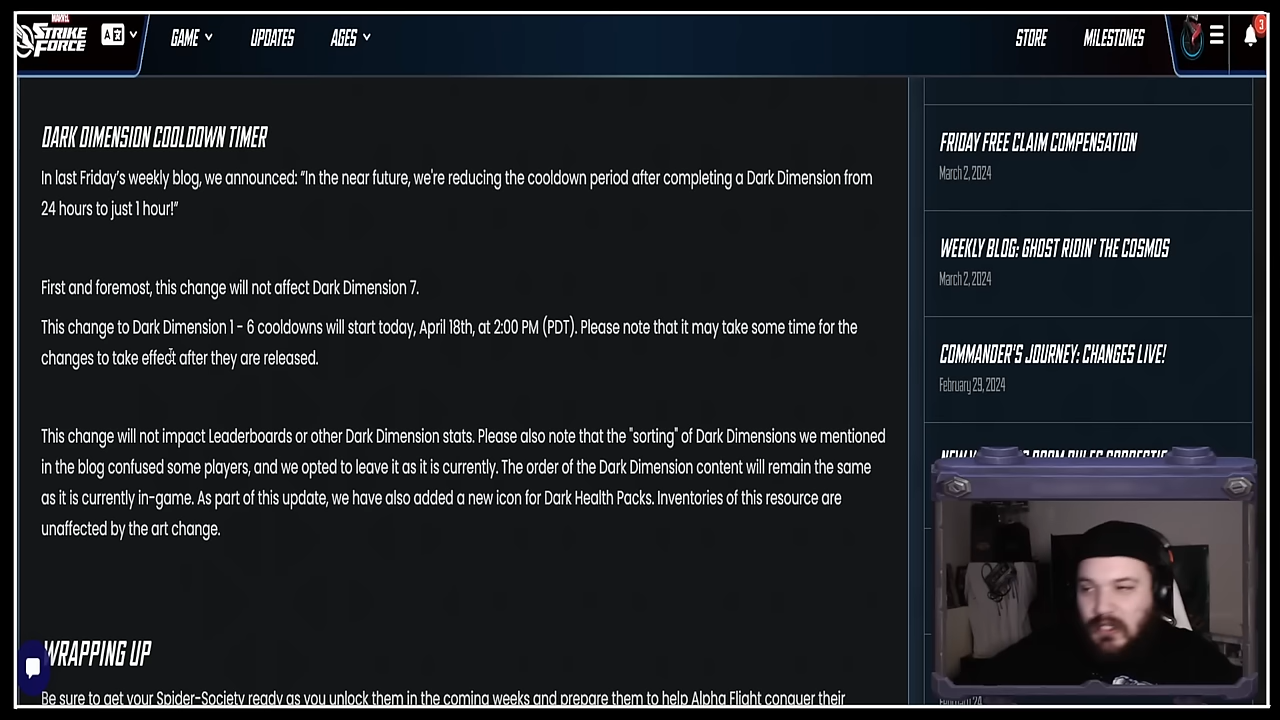 MARVEL
STRIKE
FORCE
GAME
UPDATES
AGES
STORE
MILESTONES
3
DARK DIMENSION COOLDOWN TIMER
In last Friday's weekly blog, we announced: “In the near future, we're reducing the cooldown period after completing a Dark Dimension from
24 hours to just 1 hour!”
First and foremost, this change will not affect Dark Dimension 7.
This change to Dark Dimension 1 - 6 cooldowns will start today, April 18th, at 2:00 PM (PDT). Please note that it may take some time for the
changes to take effect after they are released.
This change will not impact Leaderboards or other Dark Dimension stats. Please also note that the "sorting" of Dark Dimensions we mentioned
in the blog confused some players, and we opted to leave it as it is currently. The order of the Dark Dimension content will remain the same
as it is currently in-game. As part of this update, we have also added a new icon for Dark Health Packs. Inventories of this resource are
unaffected by the art change.
WRAPPING UP
Be sure to get your Spider-Society ready as you unlock them in the coming weeks and prepare them to help Alpha Flight conquer their
FRIDAY FREE CLAIM COMPENSATION
March 2, 2024
WEEKLY BLOG: GHOST RIDIN' THE COSMOS
March 2, 2024
COMMANDER'S JOURNEY: CHANGES LIVE!
February 29, 2024